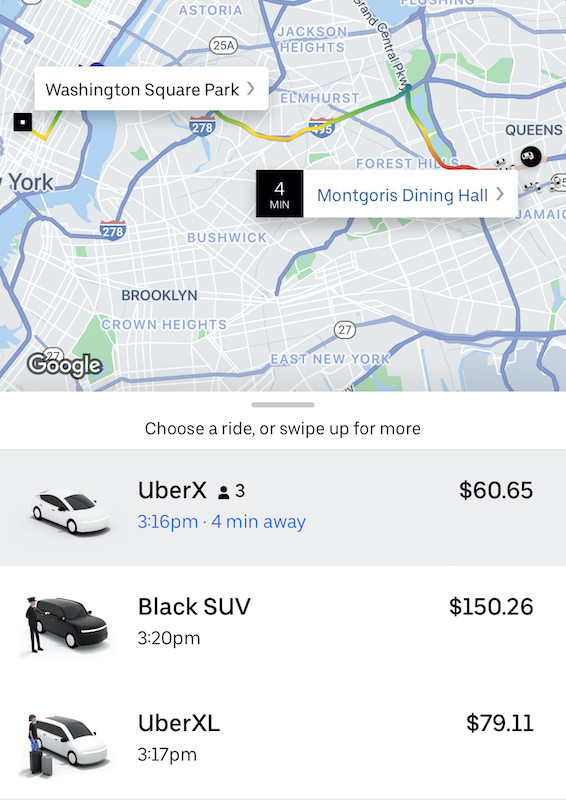 FLUSHING
ASTORIA
Grand Central Pkwy
25A
JACKSON
HEIGHTS
Washington Square Park
ELMHURST
278
495
QUEENS
FOREST HILLS
York
4
MIN
Montgoris Dining Hall
JAMAIC
278
BUSHWICK
BROOKLYN
CROWN HEIGHTS
27
27
Google
EAST NEW YORK
Choose a ride, or swipe up for more
UberX 3
$60.65
3:16pm · 4 min away
Black SUV
$150.26
3:20pm
UberXL
$79.11
3:17pm